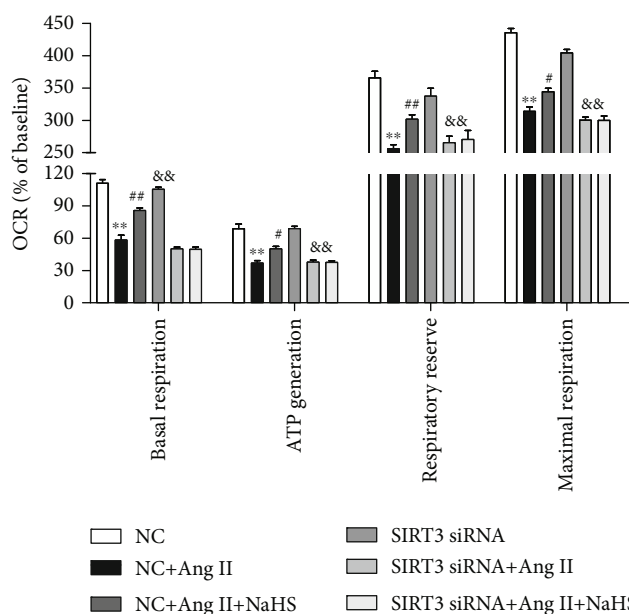 OCR (% of baseline)
450
400
350
300
250
120
90
60
30
0
** ## &&
** # &&
** ## &&
** # &&
Basal respiration
ATP generation
Respiratory reserve
Maximal respiration
NC
NC+Ang II
NC+Ang II+NaHS
SIRT3 siRNA
SIRT3 siRNA+Ang II
SIRT3 siRNA+Ang II+NaHS